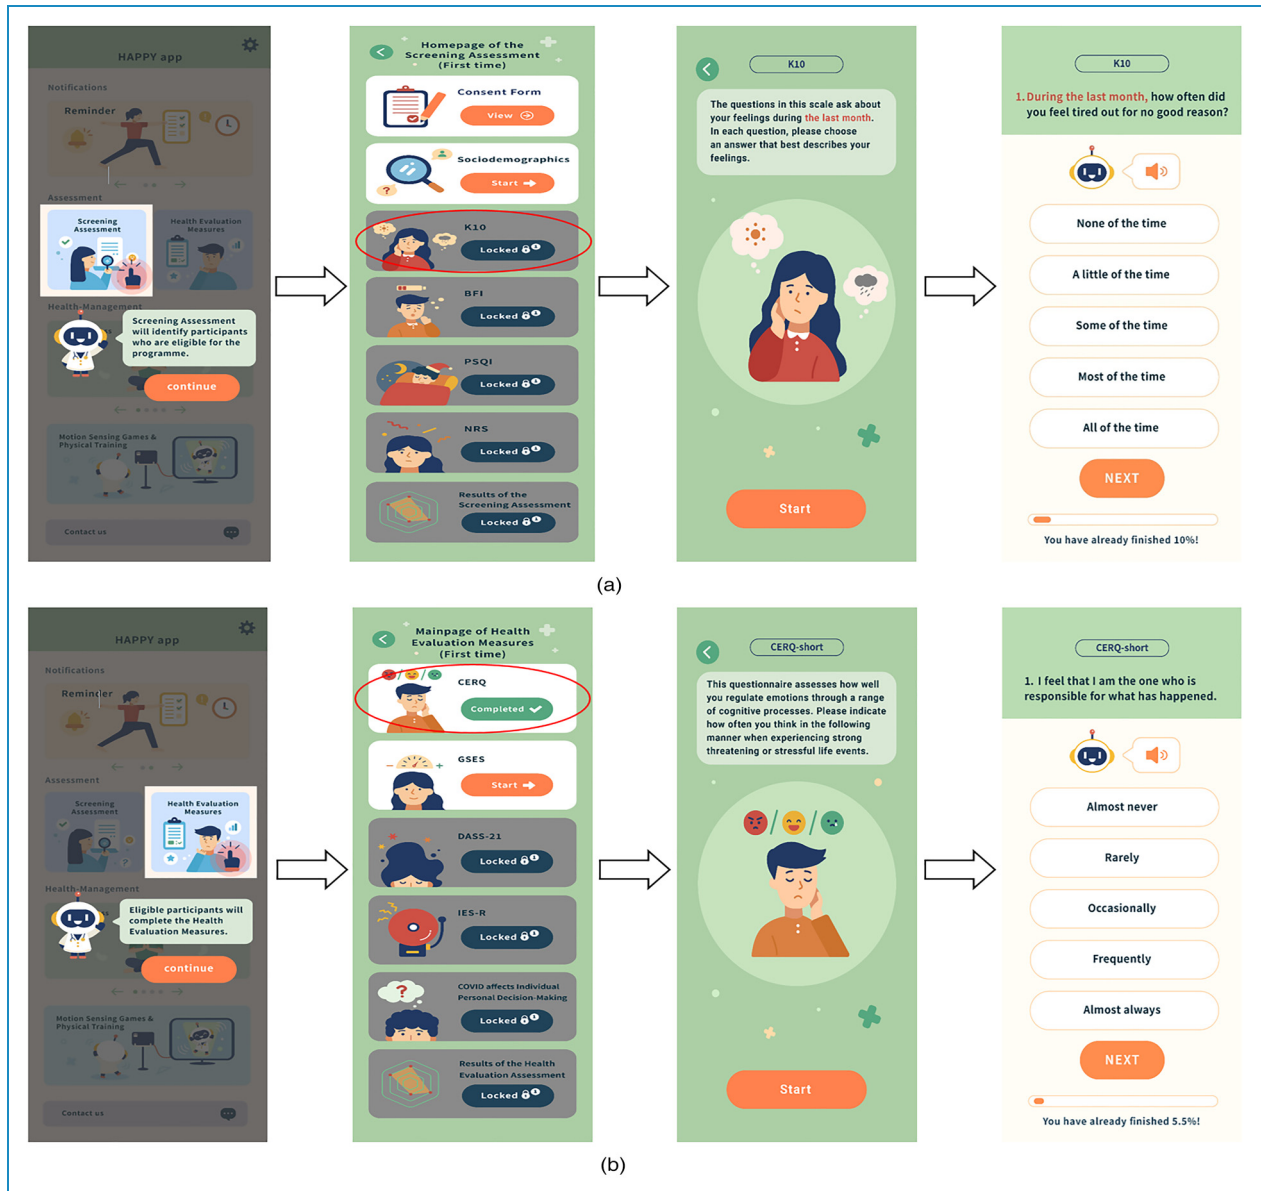 HAPPY app
Notifications
Reminder
Assessment
Screening
Assessment
Health Evaluation
Measures
Health-Management
Screening Assessment
will identify participants
who are eligible for the
programme.
continue
Motion Sensing Games &
Physical Training
Contact us
Homepage of the
Screening Assessment
(First time)
Consent Form
View
Sociodemographics
Start
K10
Locked
BFI
Locked
PSQI
Locked
NRS
Locked
Results of the
Screening Assessment
Locked
K10
The questions in this scale ask about
your feelings during the last month.
In each question, please choose
an answer that best describes your
feelings.
Start
K10
1. During the last month, how often did
you feel tired out for no good reason?
None of the time
A little of the time
Some of the time
Most of the time
All of the time
NEXT
You have already finished 10%!
(a)
HAPPY app
Notifications
Reminder
Assessment
Screening
Assessment
Health Evaluation
Measures
Health-Management
Eligible participants will
complete the Health
Evaluation Measures.
continue
Motion Sensing Games &
Physical Training
Contact us
Mainpage of Health
Evaluation Measures
(First time)
CERQ
Completed
GSES
Start
DASS-21
Locked
IES-R
Locked
COVID affects Individual
Personal Decision-Making
Locked
Results of the Health
Evaluation Assessment
Locked
CERQ-short
This questionnaire assesses how well
you regulate emotions through a range
of cognitive processes. Please indicate
how often you think in the following
manner when experiencing strong
threatening or stressful life events.
Start
CERQ-short
1. I feel that I am the one who is
responsible for what has happened.
Almost never
Rarely
Occasionally
Frequently
Almost always
NEXT
You have already finished 5.5%!
(b)